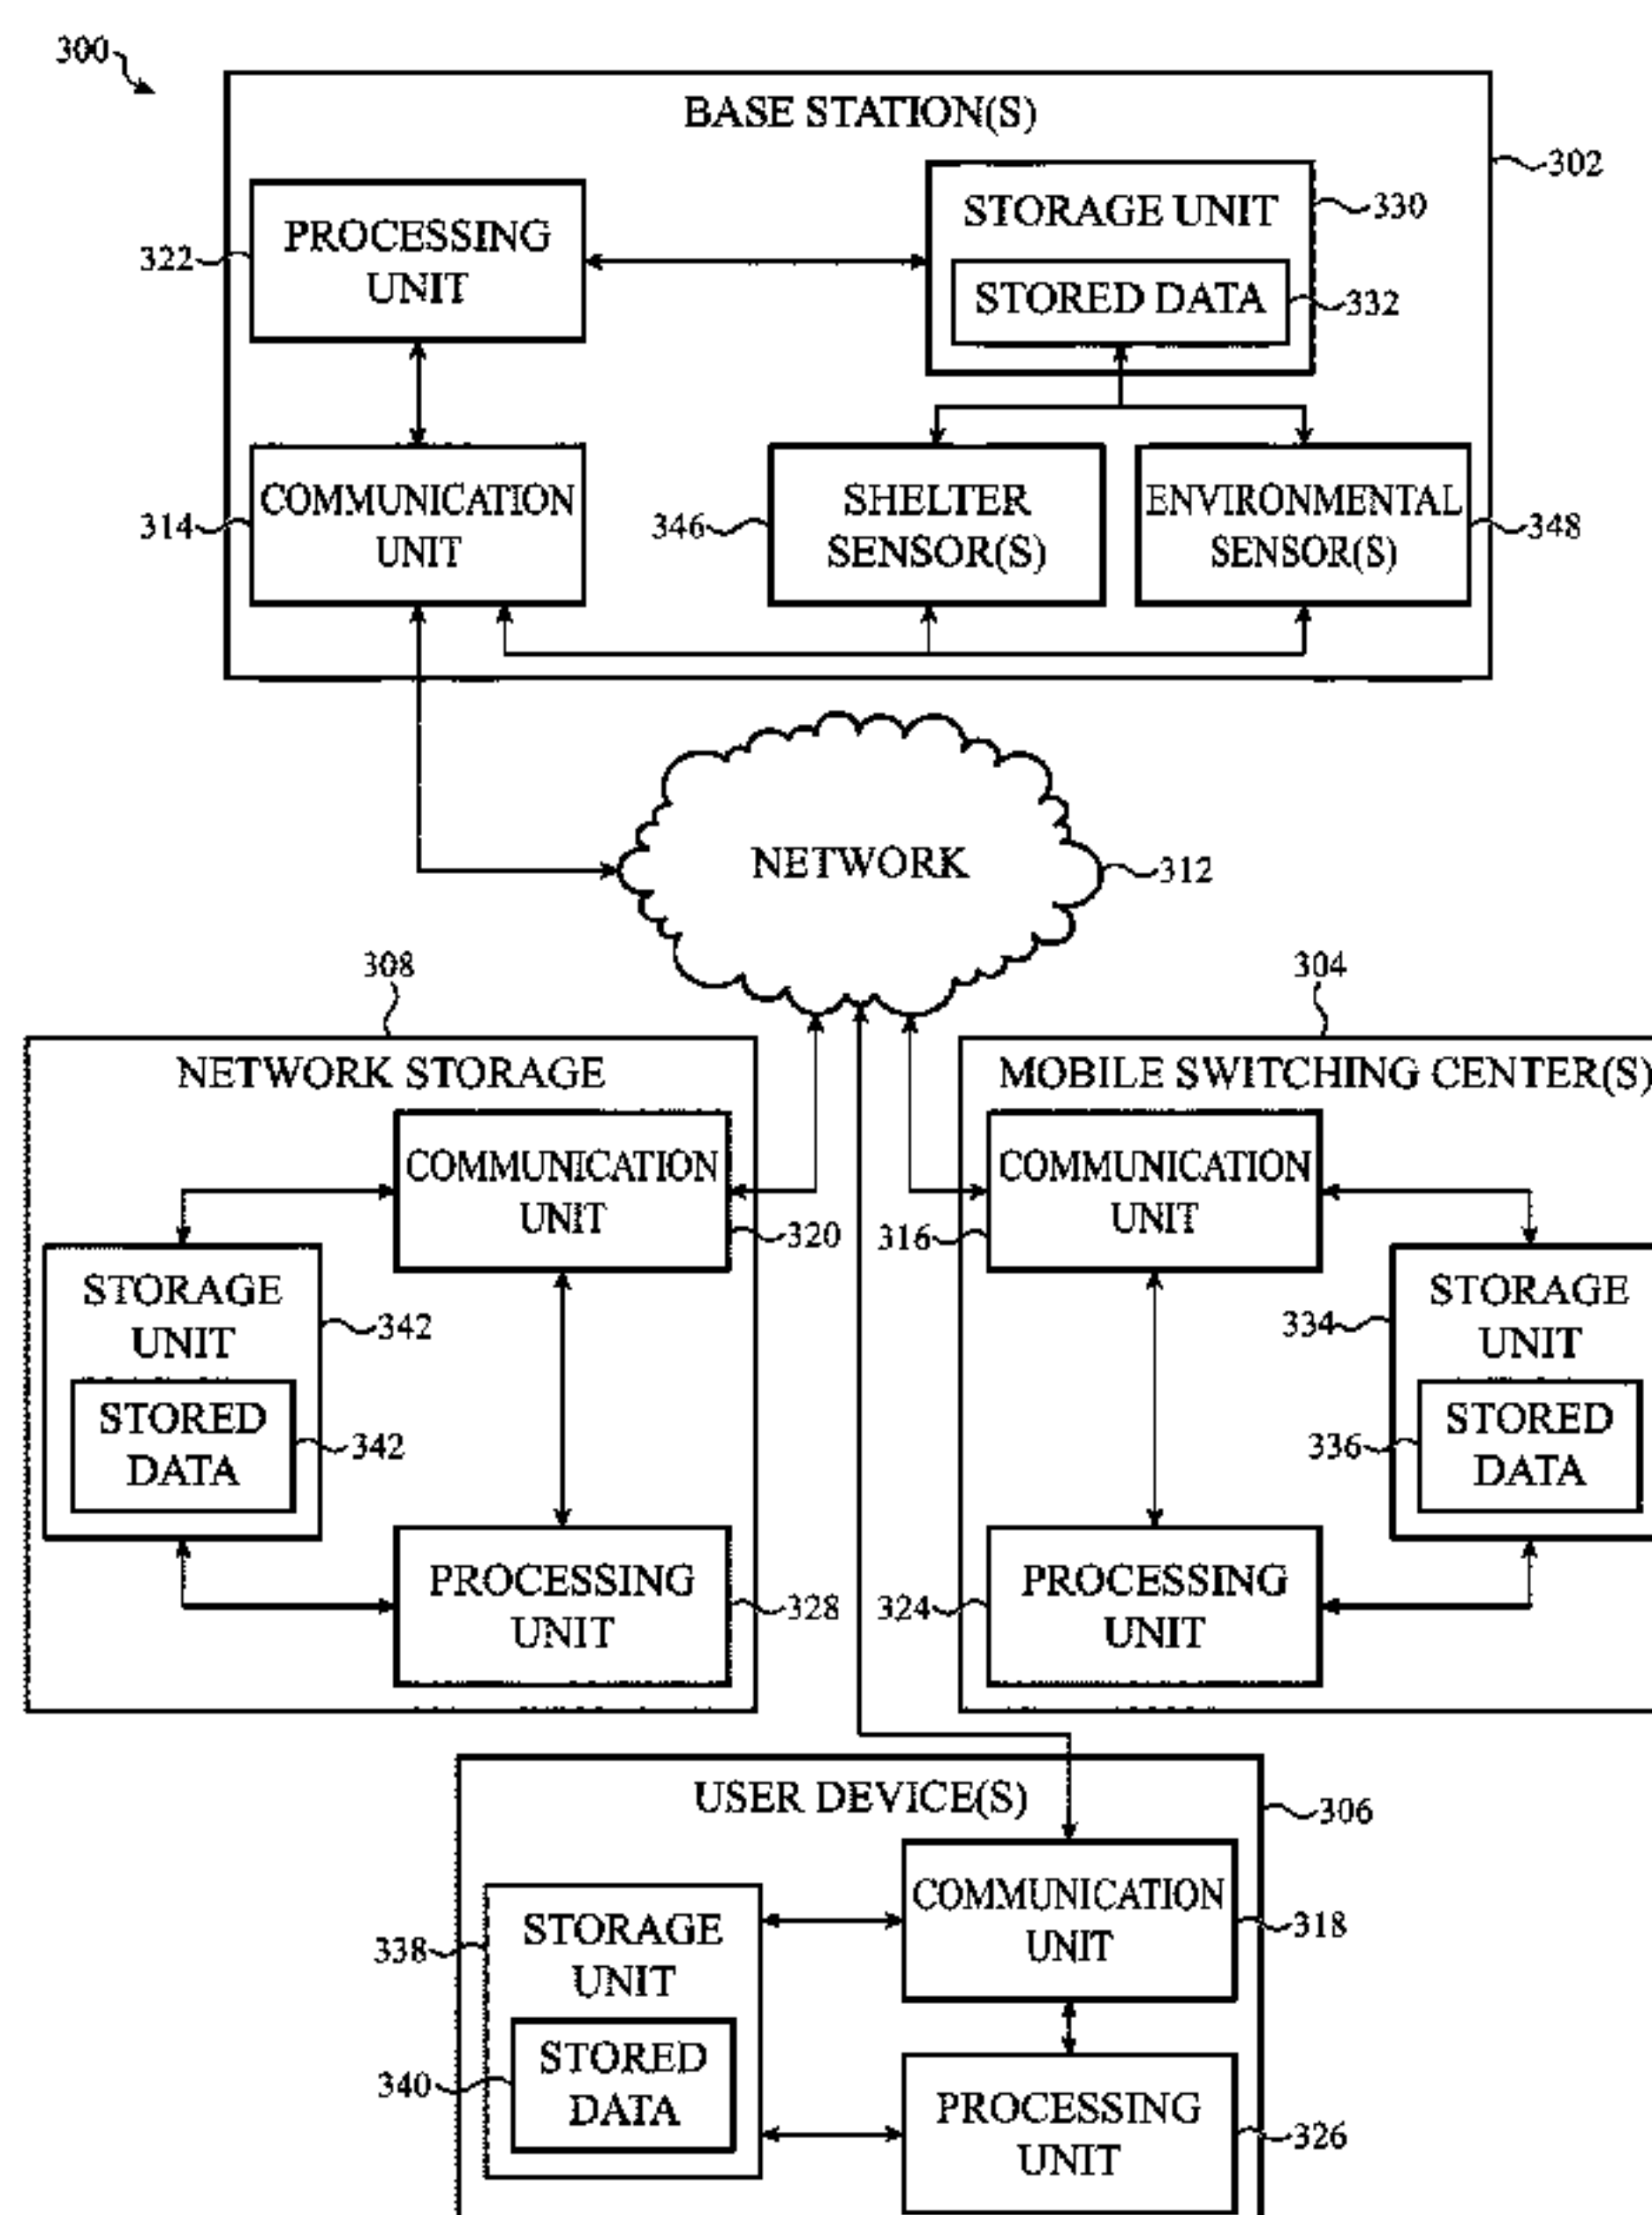 300
BASE STATION(S)
302
PROCESSING
UNIT
322
STORAGE UNIT
330
STORED DATA
332
COMMUNICATION
UNIT
314
SHELTER
SENSOR(S)
346
ENVIRONMENTAL
SENSOR(S)
348
NETWORK
312
308
NETWORK STORAGE
COMMUNICATION
UNIT
320
STORAGE
UNIT
342
STORED
DATA
342
PROCESSING
UNIT
328
304
MOBILE SWITCHING CENTER(S)
COMMUNICATION
UNIT
316
STORAGE
UNIT
334
STORED
DATA
336
PROCESSING
UNIT
324
USER DEVICE(S)
306
COMMUNICATION
UNIT
318
STORAGE
UNIT
338
STORED
DATA
340
PROCESSING
UNIT
326